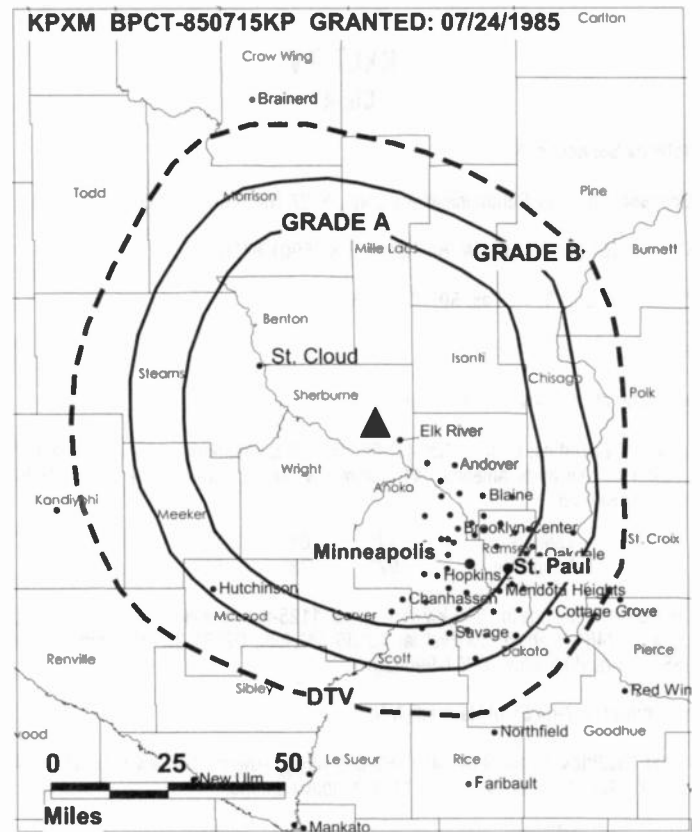 KPXM BPCT-850715KP GRANTED: 07/24/1985
Carlton
Crow Wing
Brainerd
Todd
Morrison
Pine
GRADE A
Mille Lacs
GRADE B
Burnett
Benton
St. Cloud
Isanti
Stearns
Chisago
Sherburne
Polk
Elk River
Wright
Andover
Anoka
Blaine
Kandiyohi
Meeker
Brooklyn Center
St. Croix
Minneapolis
Ramsey
Oakdale
Hopkins
St. Paul
Hutchinson
Mendota Heights
Chanhassen
McLeod
Carver
Cottage Grove
Savage
Dakota
Renville
Scott
Pierce
Sibley
DTV
Red Win
Northfield
Goodhue
wood
0 25 50
Le Sueur
Rice
New Ulm
Faribault
Miles
Mankato